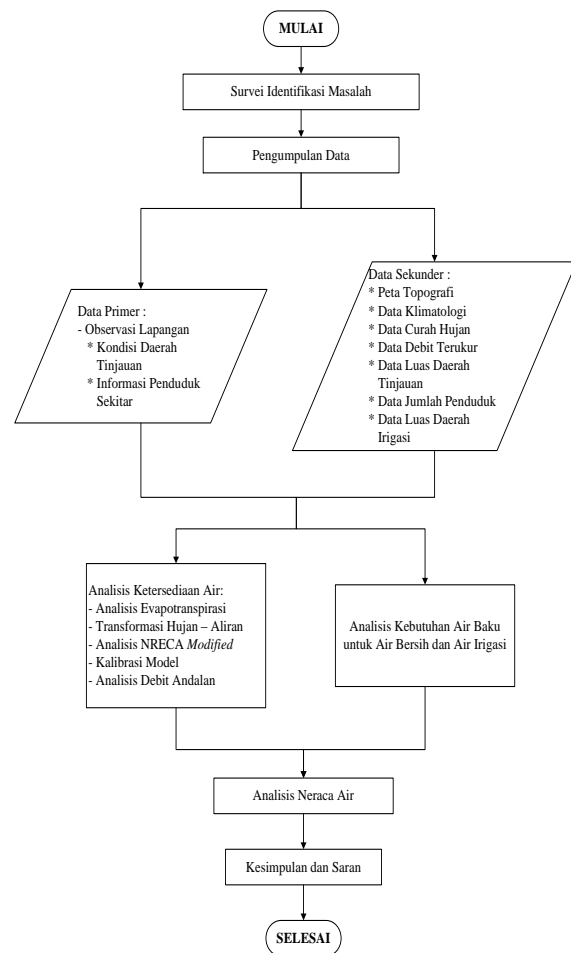 MULAI
Survei Identifikasi Masalah
Pengumpulan Data
Data Primer :
- Observasi Lapangan
* Kondisi Daerah
Tinjauan
* Informasi Penduduk
Sekitar
Data Sekunder :
* Peta Topografi
* Data Klimatologi
* Data Curah Hujan
* Data Debit Terukur
* Data Luas Daerah
Tinjauan
* Data Jumlah Penduduk
* Data Luas Daerah
Irigasi
Analisis Ketersediaan Air:
- Analisis Evapotranspirasi
- Transformasi Hujan – Aliran
- Analisis NRECA Modified
- Kalibrasi Model
- Analisis Debit Andalan
Analisis Kebutuhan Air Baku
untuk Air Bersih dan Air Irigasi
Analisis Neraca Air
Kesimpulan dan Saran
SELESAI